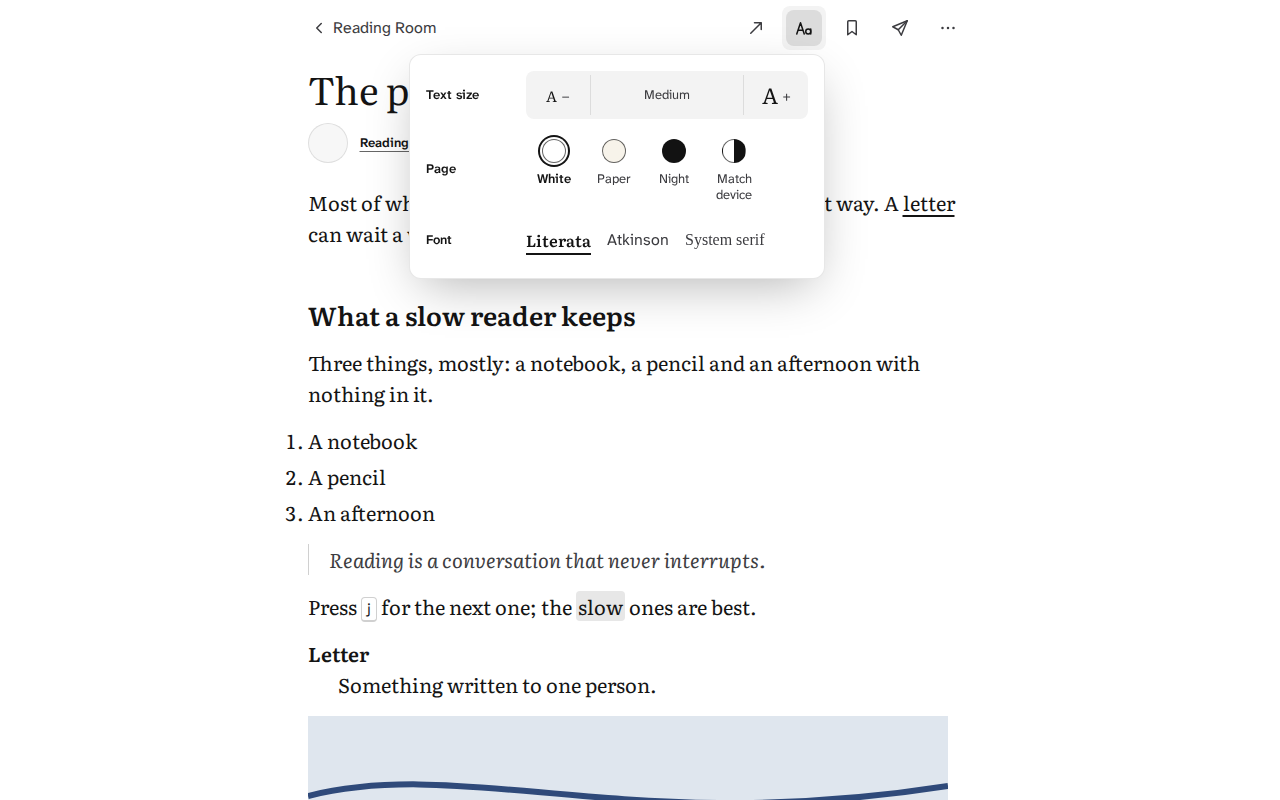 Reading Room
Aa
The p
Text size
A −
Medium
A +
Reading
Page
White
Paper
Night
Match
device
Most of wh
t way. A letter
can wait a
Font
Literata
Atkinson
System serif
What a slow reader keeps
Three things, mostly: a notebook, a pencil and an afternoon with
nothing in it.
1. A notebook
2. A pencil
3. An afternoon
Reading is a conversation that never interrupts.
Press j for the next one; the slow ones are best.
Letter
Something written to one person.